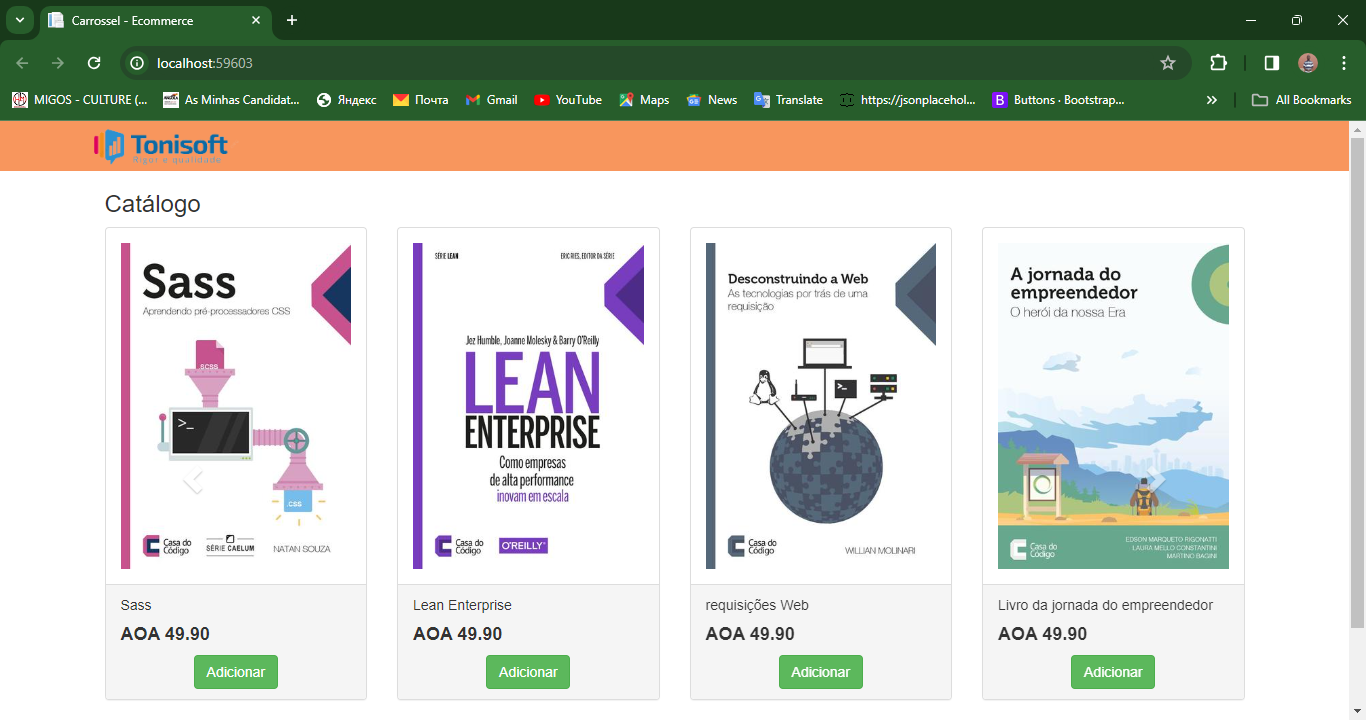 Carrossel - Ecommerce
localhost:59603
MIGOS - CULTURE (...
As Minhas Candidat...
Яндекс
Почта
Gmail
YouTube
Maps
News
Translate
https://jsonplacehol...
Buttons · Bootstrap...
All Bookmarks
Tonisoft
Rigor e qualidade
Catálogo
Sass
Aprendendo pré-processadores CSS
SCSS
>_
.CSS
Casa do
Código
SÉRIE CAELUM
NATAN SOUZA
Sass
AOA 49.90
Adicionar
SÉRIE LEAN
ERIC RIES, EDITOR DA SÉRIE
Jez Humble, Joanne Molesky & Barry O'Reilly
LEAN
ENTERPRISE
Como empresas
de alta performance
inovam em escala
Casa do
Código
O'REILLY
Lean Enterprise
AOA 49.90
Adicionar
Desconstruindo a Web
As tecnologias por trás de uma
requisição
>_
Casa do
Código
WILLIAN MOLINARI
requisições Web
AOA 49.90
Adicionar
A jornada do
empreendedor
O herói da nossa Era
Casa do
Código
EDSON MARQUETO RIGONATTI
LAURA MELLO CONSTANTINI
MARTINO BAGINI
Livro da jornada do empreendedor
AOA 49.90
Adicionar